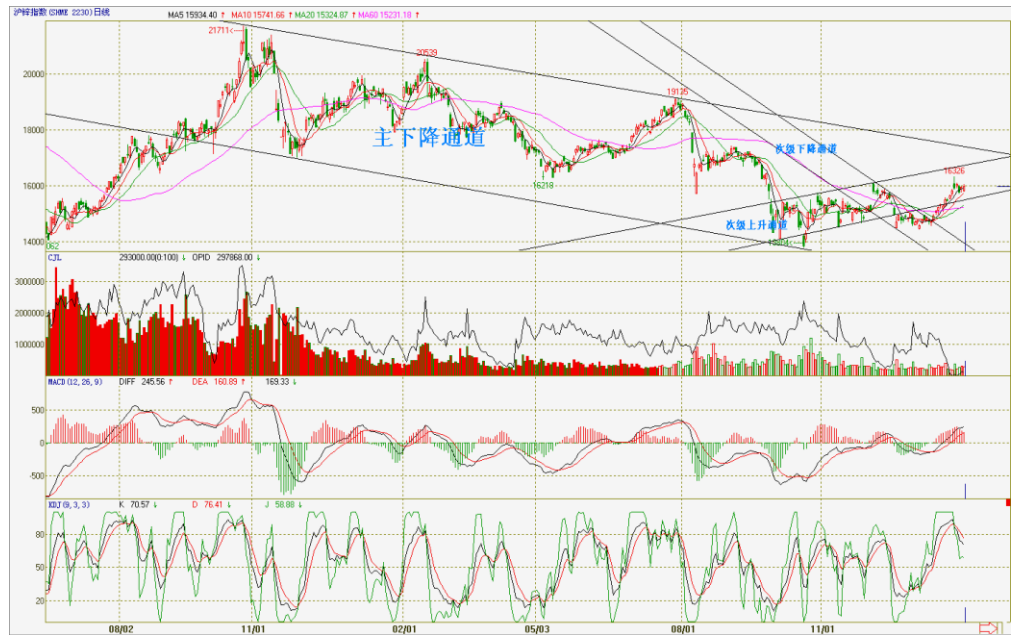 沪锌指数(SHME 2230)日线 MA5 15934.40 ↑ MA10 15741.66 ↑ MA20 15324.87 ↑ MA60 15231.18 ↑
21711
20539
20000
19125
18000
主下降通道
次级下降通道
16326
16000
16218
次级上升通道
14000
062
CJL 293000.00(0.100) ↓ OPID 297868.00 ↓
3000000
2000000
1000000
MACD(12,26,9) DIFF 245.56 ↑ DEA 160.89 ↑ 169.33 ↓
500
0
-500
KDJ(9,3,3) K 70.57 ↓ D 76.41 ↓ J 58.88 ↓
80
50
20
08/02 11/01 02/01 05/03 08/01 11/01